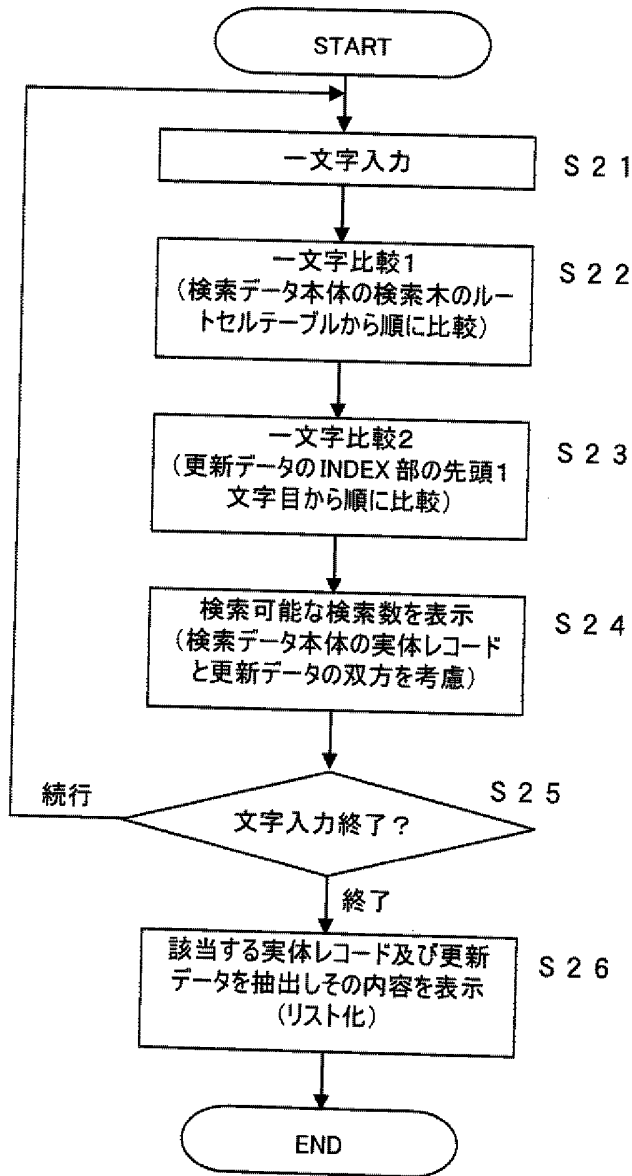 START
一文字入力
S21
一文字比較1
(検索データ本体の検索木のルー
トセルテーブルから順に比較)
S22
一文字比較2
(更新データのINDEX部の先頭1
文字目から順に比較)
S23
検索可能な検索数を表示
(検索データ本体の実体レコード
と更新データの双方を考慮)
S24
続行
文字入力終了?
S25
終了
該当する実体レコード及び更新
データを抽出しその内容を表示
(リスト化)
S26
END